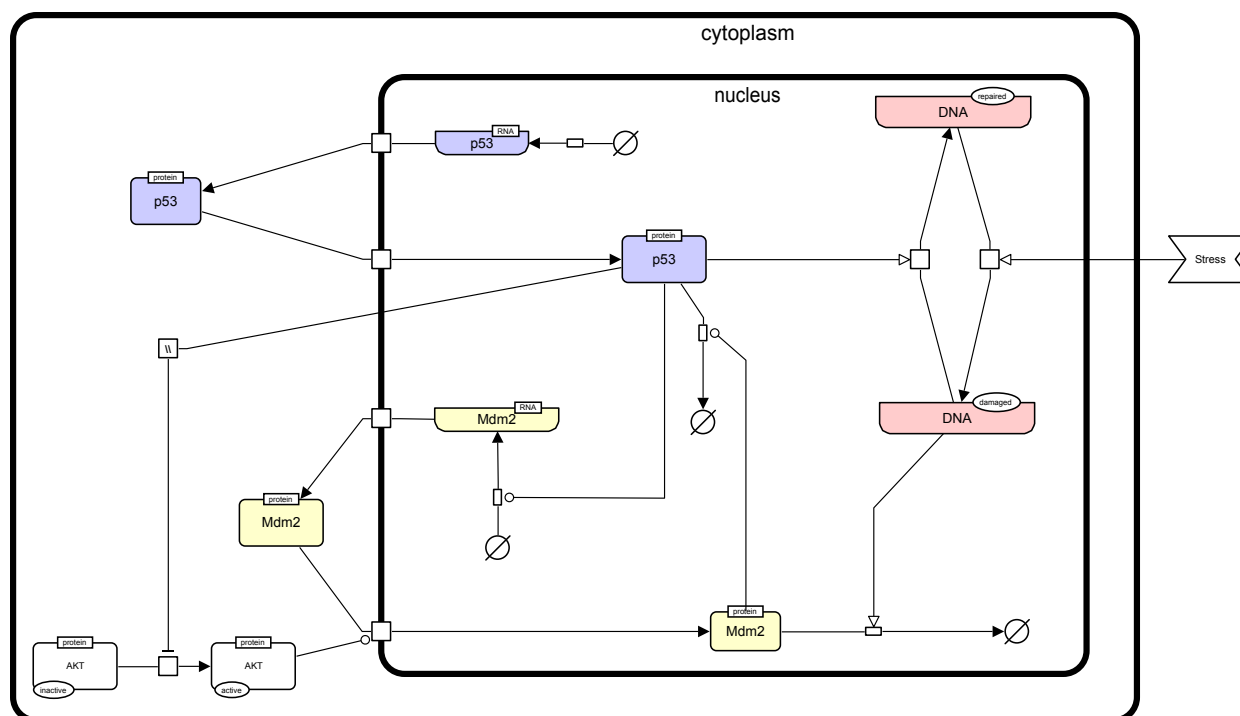 cytoplasm
nucleus
repaired
DNA
RNA
p53
protein
p53
protein
p53
Stress
\\
RNA
Mdm2
damaged
DNA
protein
Mdm2
protein
Mdm2
protein
AKT
inactive
protein
AKT
active